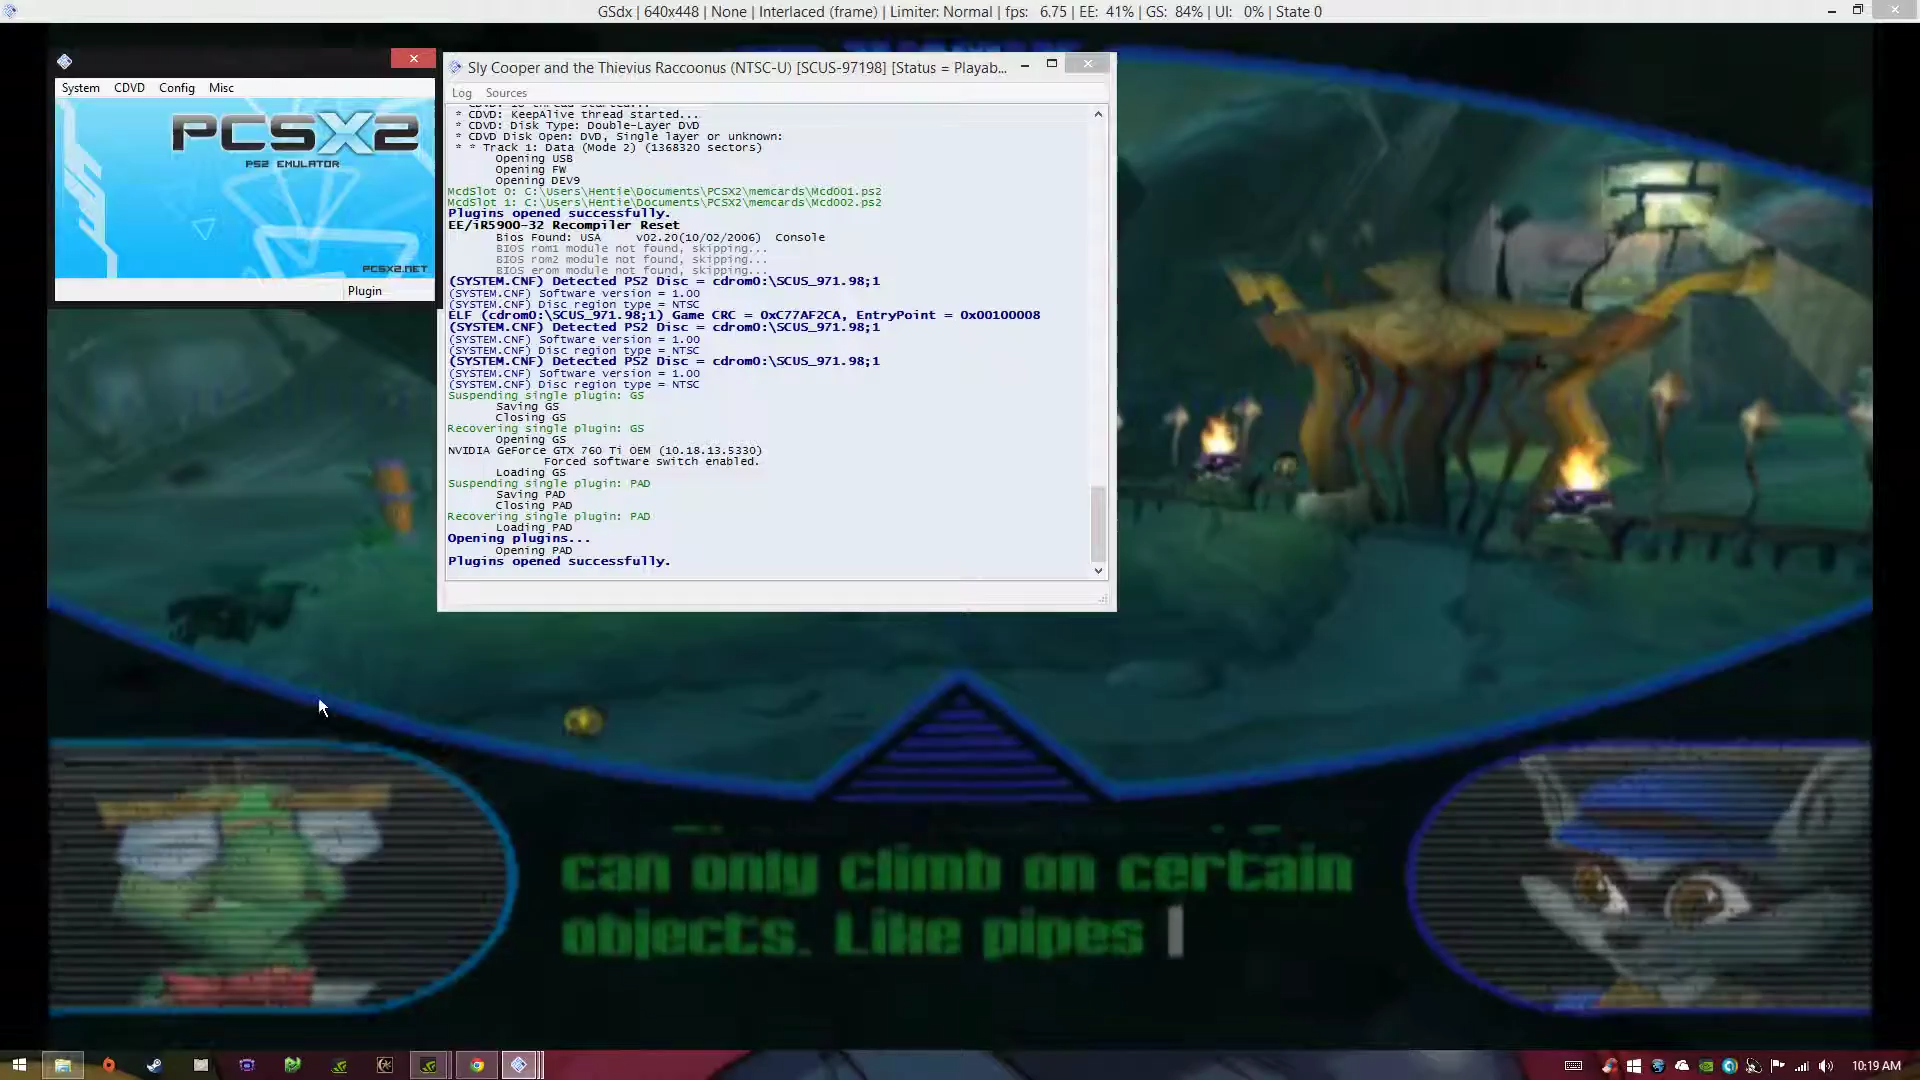 GSdx | 640x448 | None | Interlaced (frame) | Limiter: Normal | fps: 6.75 | EE: 41% | GS: 84% | UI: 0% | State 0
System CDVD Config Misc
PCSX2
PS2 EMULATOR
PCSX2.NET
Plugin
Sly Cooper and the Thievius Raccoonus (NTSC-U) [SCUS-97198] [Status = Playab...
Log Sources
* CDVD: IO thread started...
* CDVD: KeepAlive thread started...
* CDVD: Disk Type: Double-Layer DVD
* CDVD Disk Open: DVD, Single layer or unknown:
* * Track 1: Data (Mode 2) (1368320 sectors)
Opening USB
Opening FW
Opening DEV9
McdSlot 0: C:\Users\Hentie\Documents\PCSX2\memcards\Mcd001.ps2
McdSlot 1: C:\Users\Hentie\Documents\PCSX2\memcards\Mcd002.ps2
Plugins opened successfully.
EE/iR5900-32 Recompiler Reset
Bios Found: USA v02.20(10/02/2006) Console
BIOS rom1 module not found, skipping...
BIOS rom2 module not found, skipping...
BIOS erom module not found, skipping...
(SYSTEM.CNF) Detected PS2 Disc = cdrom0:\SCUS_971.98;1
(SYSTEM.CNF) Software version = 1.00
(SYSTEM.CNF) Disc region type = NTSC
ELF (cdrom0:\SCUS_971.98;1) Game CRC = 0xC77AF2CA, EntryPoint = 0x00100008
(SYSTEM.CNF) Detected PS2 Disc = cdrom0:\SCUS_971.98;1
(SYSTEM.CNF) Software version = 1.00
(SYSTEM.CNF) Disc region type = NTSC
(SYSTEM.CNF) Detected PS2 Disc = cdrom0:\SCUS_971.98;1
(SYSTEM.CNF) Software version = 1.00
(SYSTEM.CNF) Disc region type = NTSC
Suspending single plugin: GS
Saving GS
Closing GS
Recovering single plugin: GS
Opening GS
NVIDIA GeForce GTX 760 Ti OEM (10.18.13.5330)
Forced software switch enabled.
Loading GS
Suspending single plugin: PAD
Saving PAD
Closing PAD
Recovering single plugin: PAD
Loading PAD
Opening plugins...
Opening PAD
Plugins opened successfully.
can only climb on certain
objects. Like pipes
10:19 AM